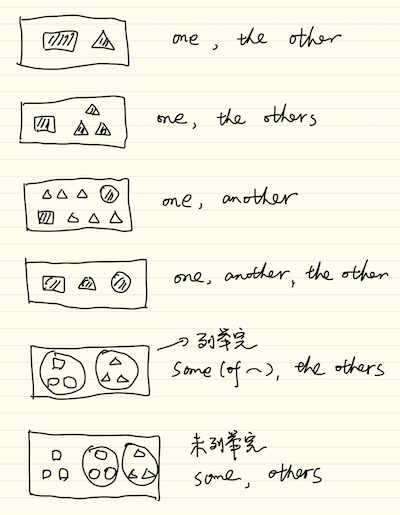 one, the other
one, the others
one, another
one, another, the other
→列举完
some (of ~), the others
未列举完
some, others